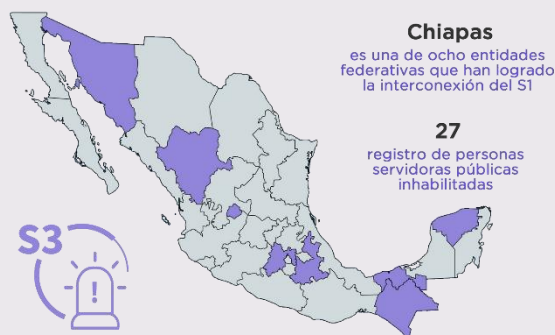 Chiapas
es una de ocho entidades
federativas que han logrado
la interconexión del S1
27
registro de personas
servidoras públicas
inhabilitadas
S3
!